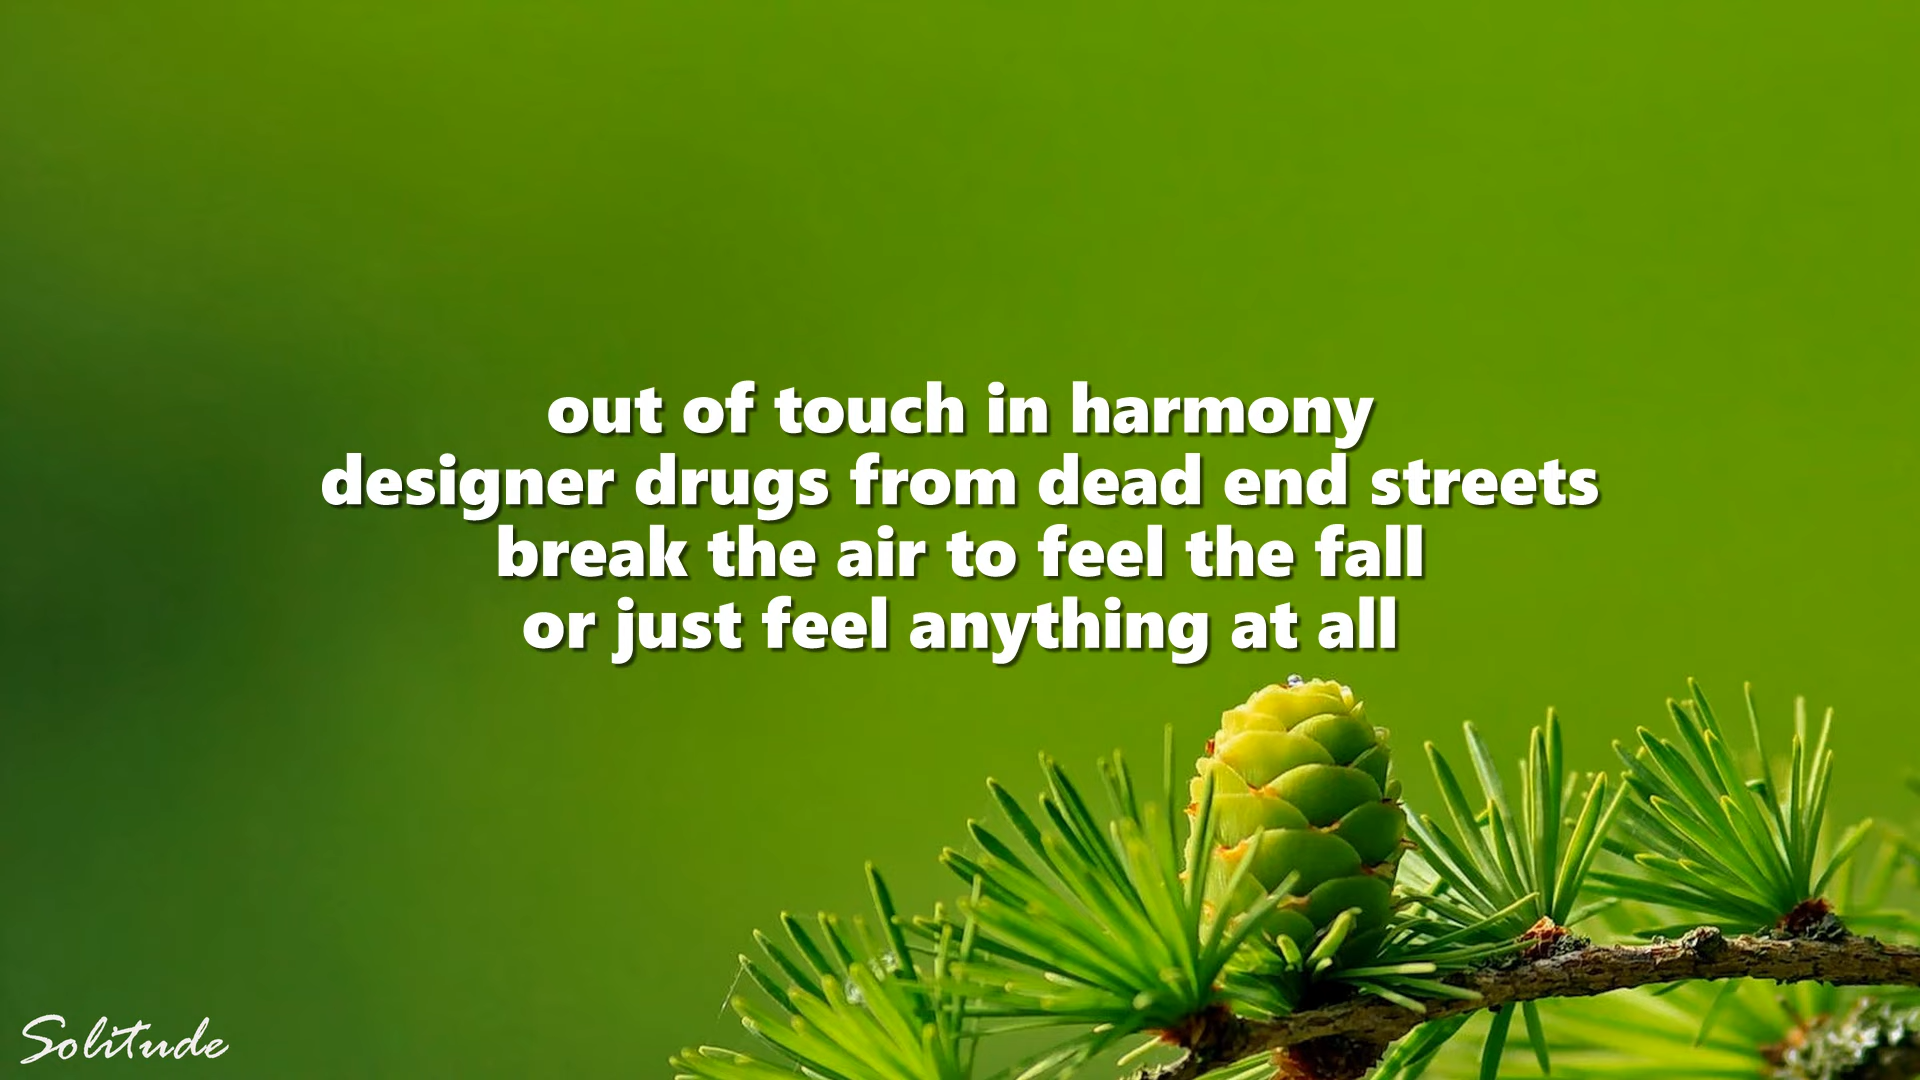 out of touch in harmony
designer drugs from dead end streets
break the air to feel the fall
or just feel anything at all
Solitude